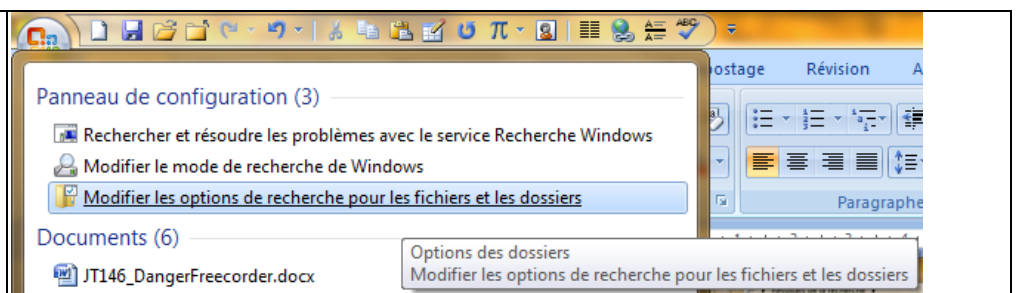 π
ABC
ostage Révision A
Panneau de configuration (3)
Rechercher et résoudre les problèmes avec le service Recherche Windows
Modifier le mode de recherche de Windows
Modifier les options de recherche pour les fichiers et les dossiers
Paragraphe
Documents (6)
Options des dossiers
JT146_DangerFreecorder.docx
Modifier les options de recherche pour les fichiers et les dossiers